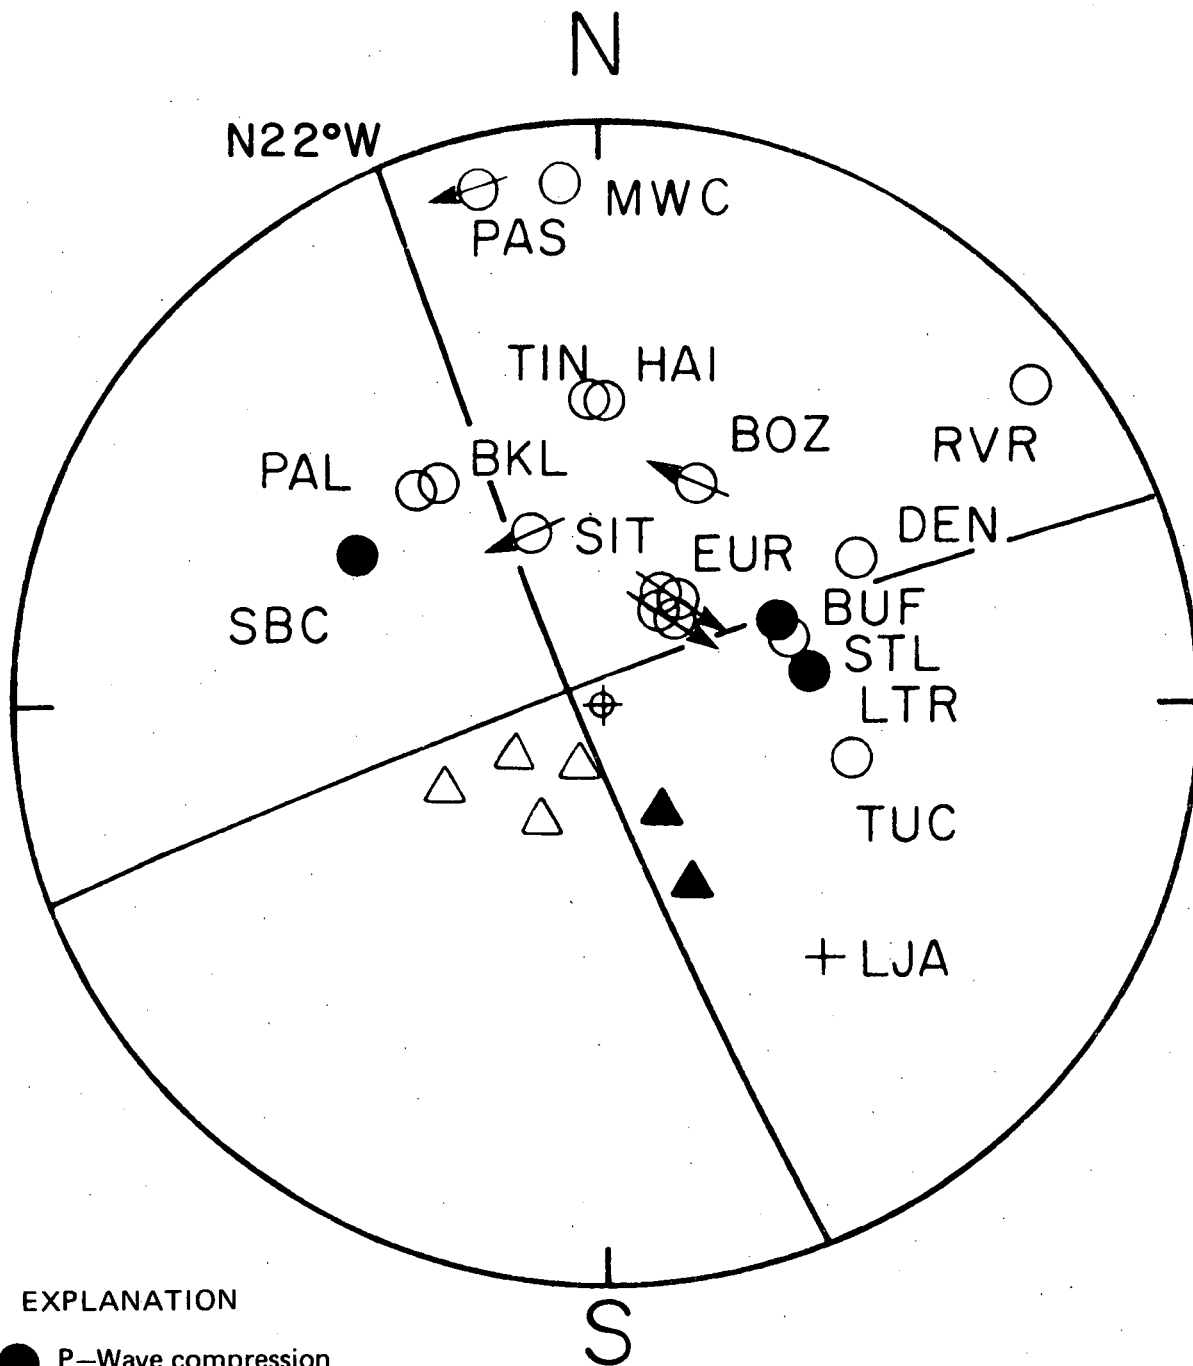 N
N22°W
MWC
PAS
TIN HAI
BOZ
RVR
PAL
BKL
DEN
SIT
EUR
SBC
BUF
STL
LTR
TUC
+ LJA
EXPLANATION
S
P-Wave compression